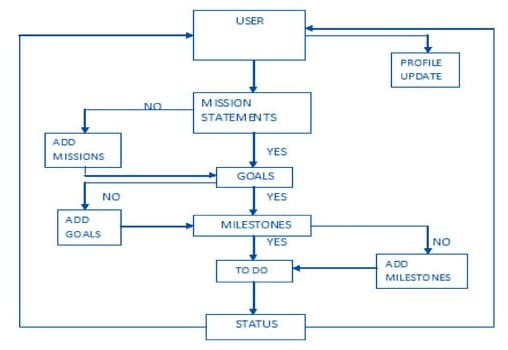 USER
PROFILE
UPDATE
MISSION
STATEMENTS
NO
ADD
MISSIONS
YES
GOALS
NO
YES
ADD
GOALS
MILESTONES
YES
NO
TO DO
ADD
MILESTONES
STATUS